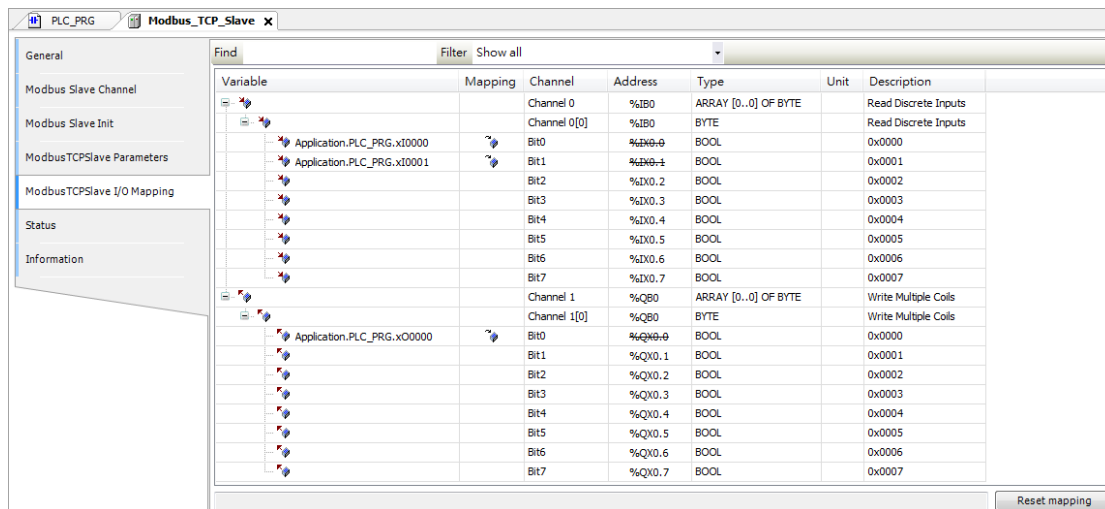 PLC_PRG Modbus_TCP_Slave x
General
Modbus Slave Channel
Modbus Slave Init
ModbusTCPSlave Parameters
ModbusTCPSlave I/O Mapping
Status
Information
Find Filter Show all
Variable Mapping Channel Address Type Unit Description
Channel 0 %IB0 ARRAY [0..0] OF BYTE Read Discrete Inputs
Channel 0[0] %IB0 BYTE Read Discrete Inputs
Application.PLC_PRG.xI0000 Bit0 %IX0.0 BOOL 0x0000
Application.PLC_PRG.xI0001 Bit1 %IX0.1 BOOL 0x0001
Bit2 %IX0.2 BOOL 0x0002
Bit3 %IX0.3 BOOL 0x0003
Bit4 %IX0.4 BOOL 0x0004
Bit5 %IX0.5 BOOL 0x0005
Bit6 %IX0.6 BOOL 0x0006
Bit7 %IX0.7 BOOL 0x0007
Channel 1 %QB0 ARRAY [0..0] OF BYTE Write Multiple Coils
Channel 1[0] %QB0 BYTE Write Multiple Coils
Application.PLC_PRG.xO0000 Bit0 %QX0.0 BOOL 0x0000
Bit1 %QX0.1 BOOL 0x0001
Bit2 %QX0.2 BOOL 0x0002
Bit3 %QX0.3 BOOL 0x0003
Bit4 %QX0.4 BOOL 0x0004
Bit5 %QX0.5 BOOL 0x0005
Bit6 %QX0.6 BOOL 0x0006
Bit7 %QX0.7 BOOL 0x0007
Reset mapping